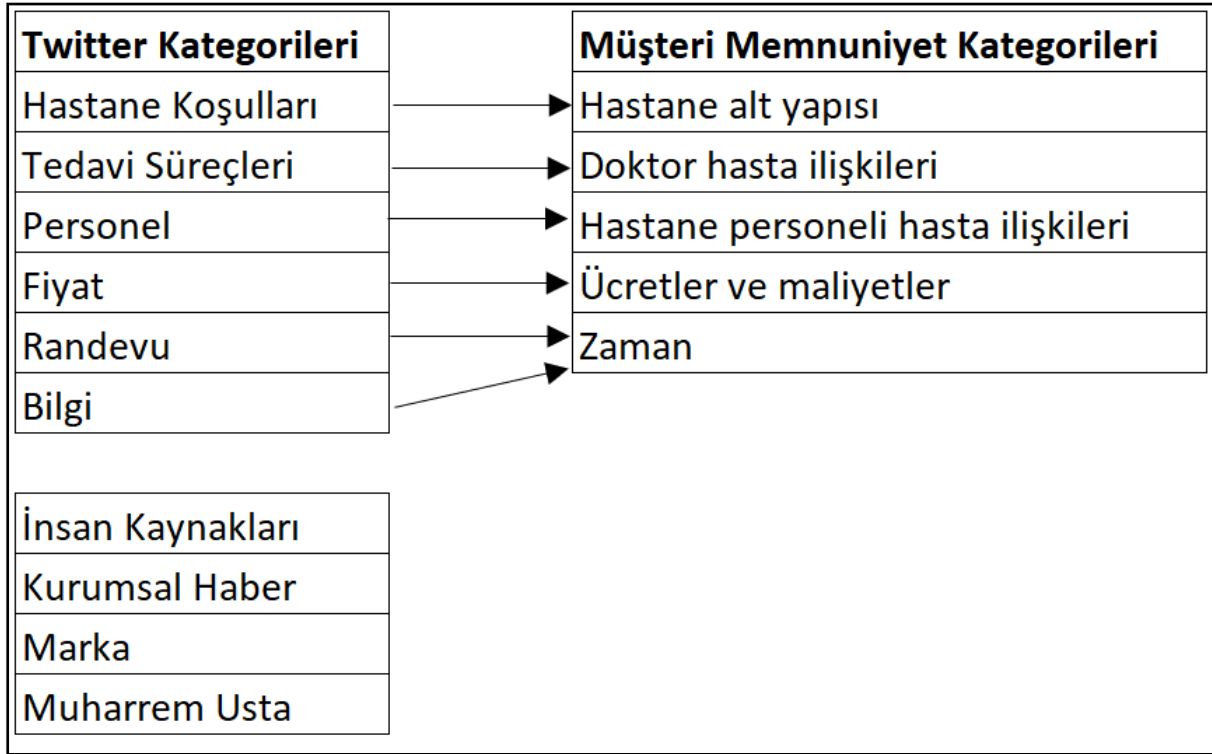 Twitter Kategorileri
Hastane Koşulları
Tedavi Süreçleri
Personel
Fiyat
Randevu
Bilgi
İnsan Kaynakları
Kurumsal Haber
Marka
Muharrem Usta
Müşteri Memnuniyet Kategorileri
Hastane alt yapısı
Doktor hasta ilişkileri
Hastane personeli hasta ilişkileri
Ücretler ve maliyetler
Zaman